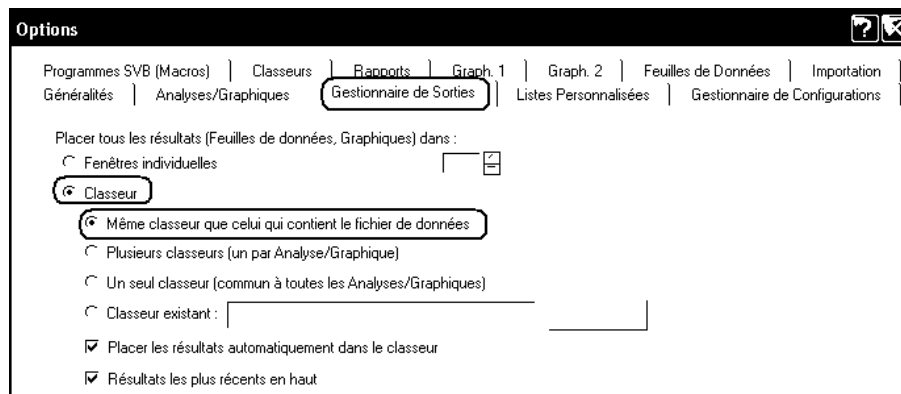 Options
Programmes SVB (Macros) Classeurs Rapports Graph. 1 Graph. 2 Feuilles de Données Importation
Généralités Analyses/Graphiques Gestionnaire de Sorties Listes Personnalisées Gestionnaire de Configurations
Placer tous les résultats (Feuilles de données, Graphiques) dans :
Fenêtres individuelles
Classeur
Même classeur que celui qui contient le fichier de données
Plusieurs classeurs (un par Analyse/Graphique)
Un seul classeur (commun à toutes les Analyses/Graphiques)
Classeur existant :
Placer les résultats automatiquement dans le classeur
Résultats les plus récents en haut